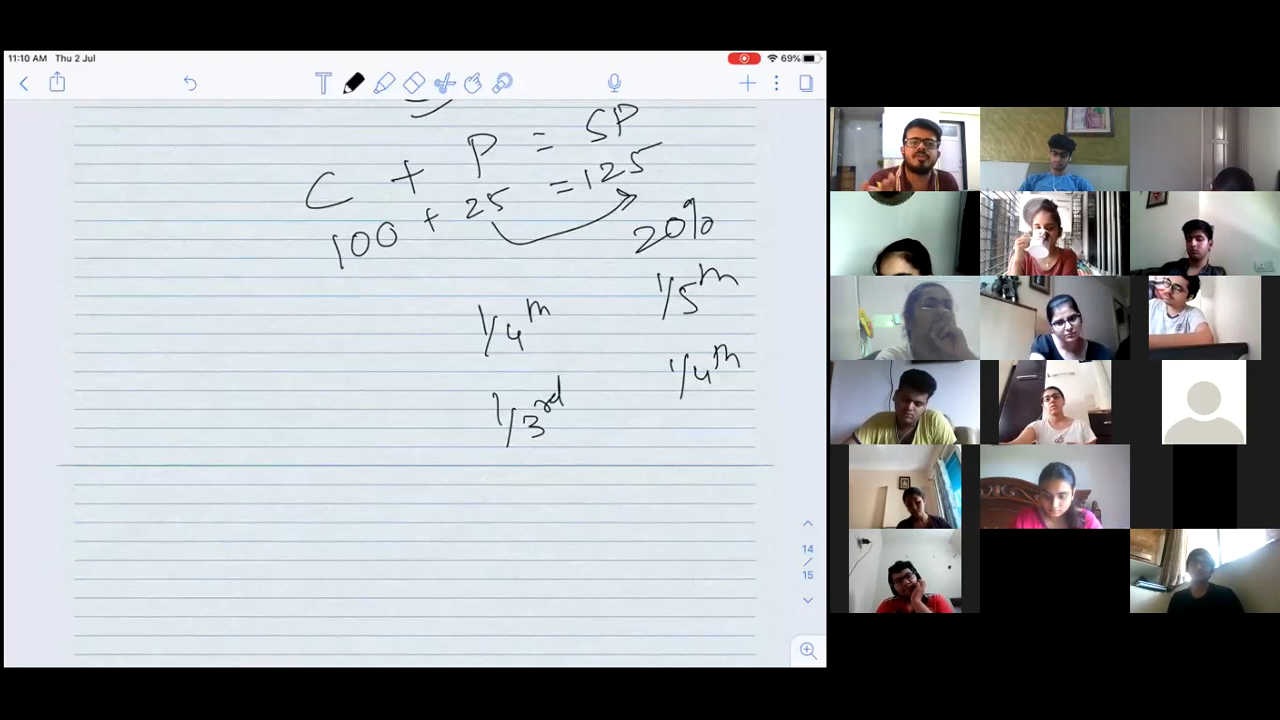 11:10 AM Thu 2 Jul
69%
T
C + P = SP
100 + 25 = 125
20%
1/4th
1/5th
1/3rd
1/4th
14
/
15